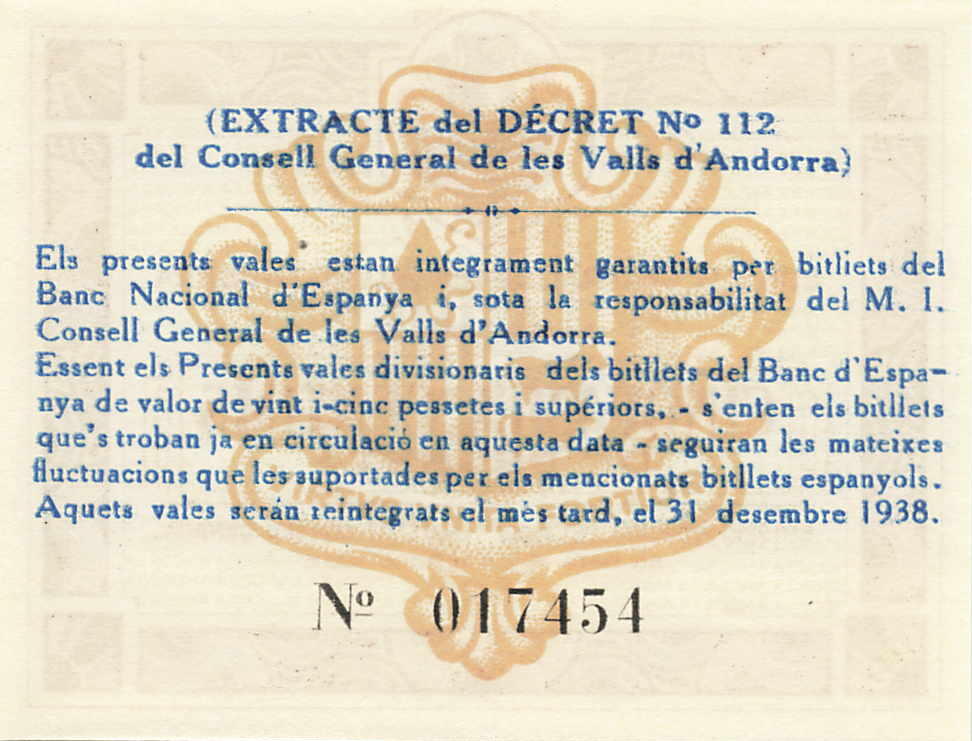 (EXTRACTE del DÉCRET Nº 112
del Consell General de les Valls d'Andorra)
Els presents vales estan integrament garantits per bitllets del
Banc Nacional d'Espanya i, sota la responsabilitat del M. I.
Consell General de les Valls d'Andorra.
Essent els Presents vales divisionaris dels bitllets del Banc d'Espa-
nya de valor de vint i-cinc pessetes i supériors, - s'enten els bitllets
que's troban ja en circulació en aquesta data - seguiran les mateixes
fluctuacions que les suportades per els mencionats bitllets espanyols.
Aquets vales serán reintegrats el mès tard, el 31 desembre 1938.
Nº 017454